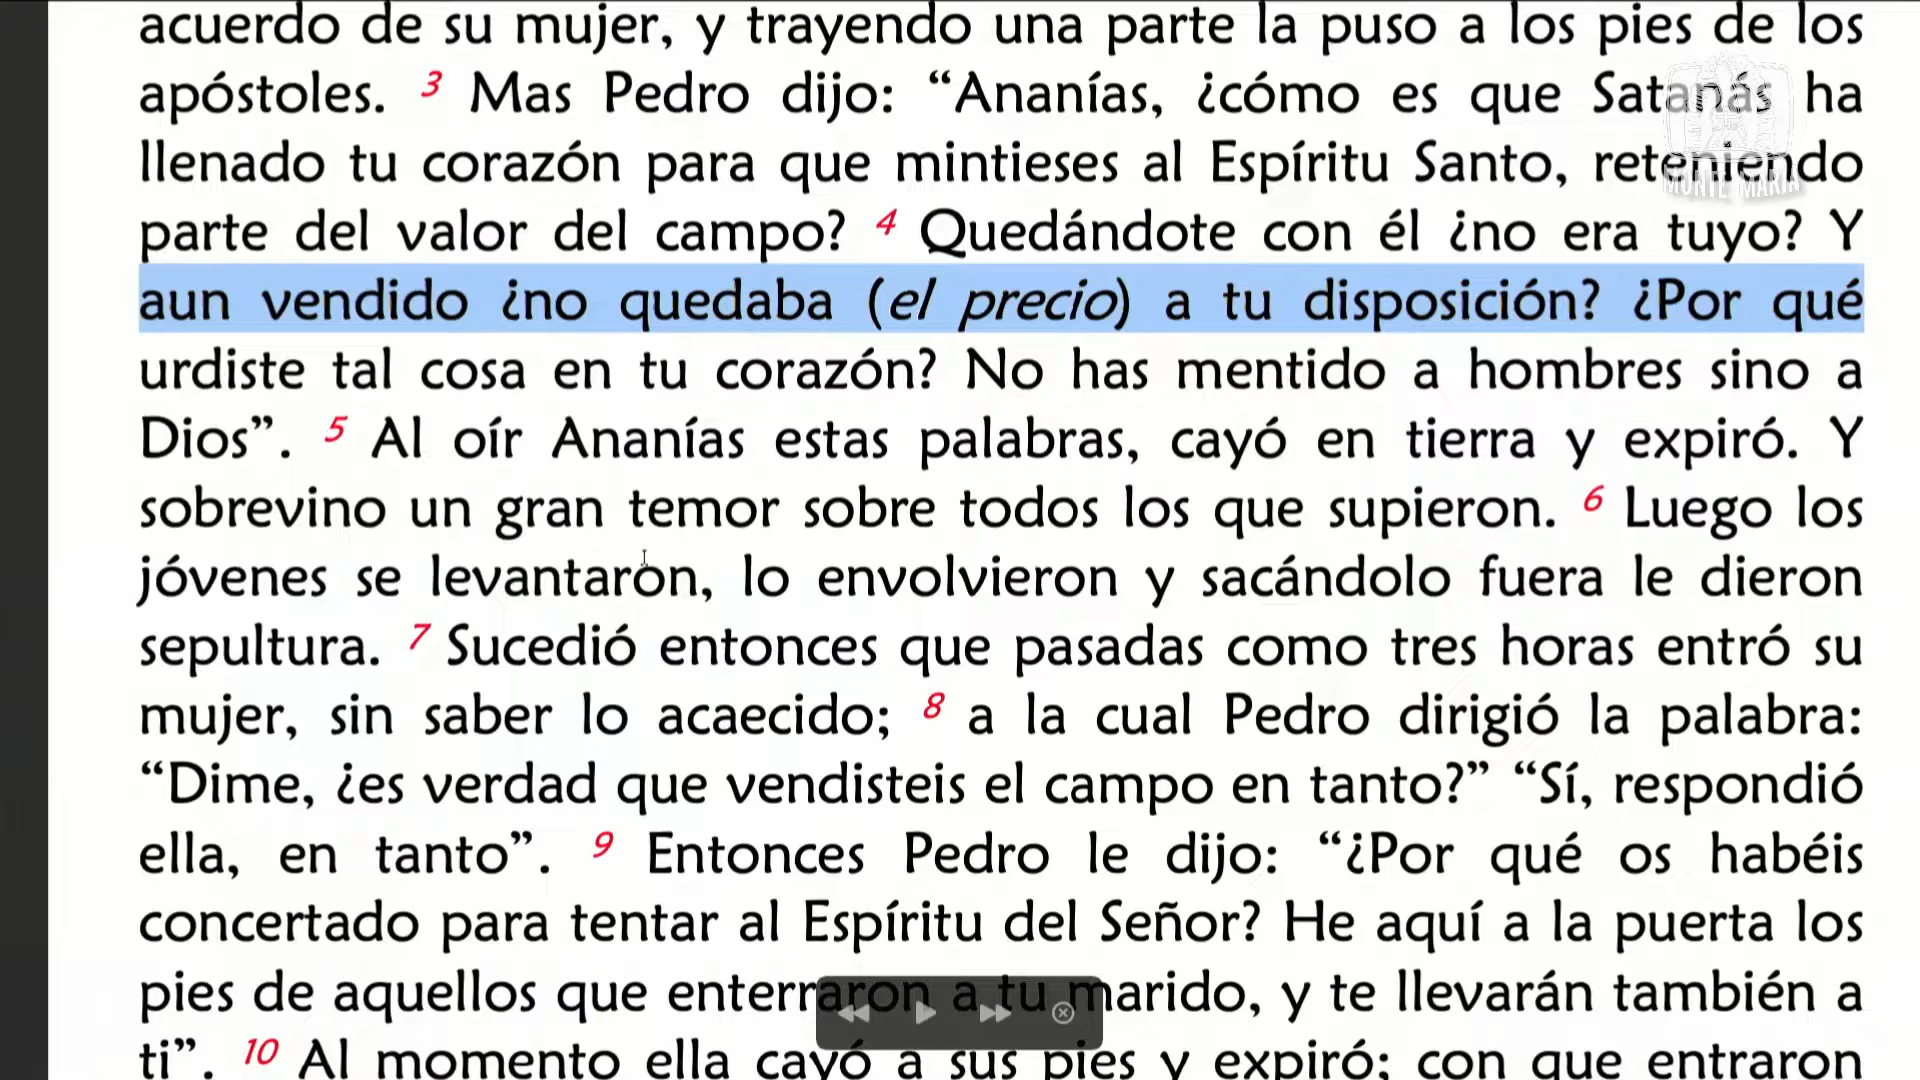 acuerdo de su mujer, y trayendo una parte la puso a los pies de los
apóstoles. 3 Mas Pedro dijo: “Ananías, ¿cómo es que Satanás ha
llenado tu corazón para que mintieses al Espíritu Santo, reteniendo
MONTE MARÍA
parte del valor del campo? 4 Quedándote con él ¿no era tuyo? Y
aun vendido ¿no quedaba (el precio) a tu disposición? ¿Por qué
urdiste tal cosa en tu corazón? No has mentido a hombres sino a
Dios”. 5 Al oír Ananías estas palabras, cayó en tierra y expiró. Y
sobrevino un gran temor sobre todos los que supieron. 6 Luego los
jóvenes se levantaron, lo envolvieron y sacándolo fuera le dieron
sepultura. 7 Sucedió entonces que pasadas como tres horas entró su
mujer, sin saber lo acaecido; 8 a la cual Pedro dirigió la palabra:
“Dime, ¿es verdad que vendisteis el campo en tanto?” “Sí, respondió
ella, en tanto”. 9 Entonces Pedro le dijo: “¿Por qué os habéis
concertado para tentar al Espíritu del Señor? He aquí a la puerta los
pies de aquellos que enterraron a tu marido, y te llevarán también a
ti”. 10 Al momento ella cayó a sus pies y expiró; con que entraron